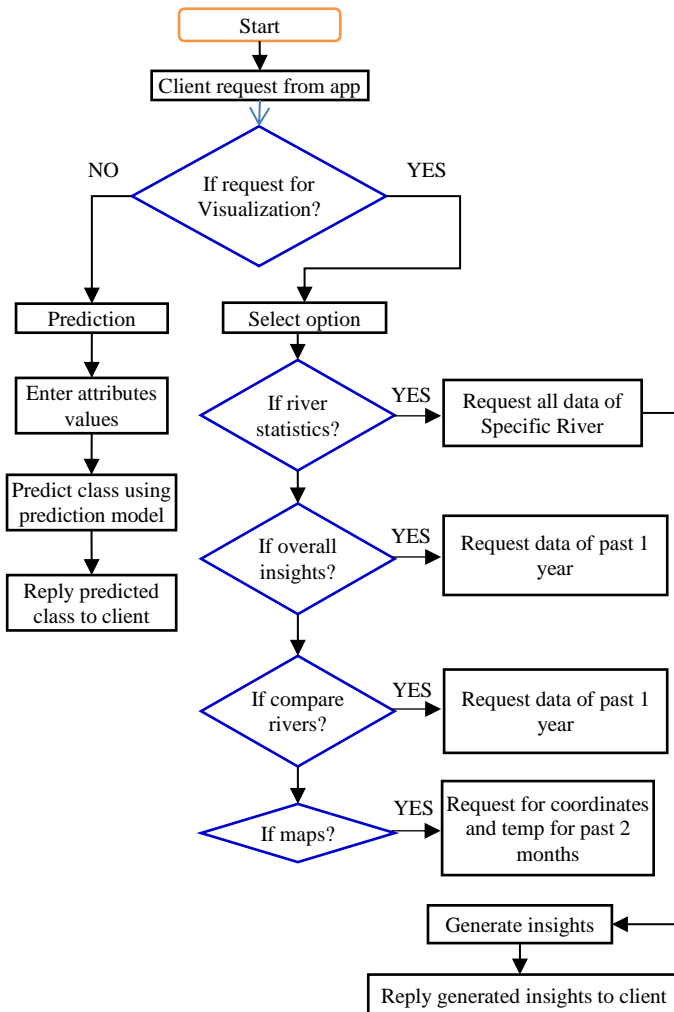 Start
Client request from app
NO
YES
If request for
Visualization?
Prediction
Select option
Enter attributes
values
If river
statistics?
YES
Request all data of
Specific River
Predict class using
prediction model
If overall
insights?
YES
Request data of past 1
year
Reply predicted
class to client
If compare
rivers?
YES
Request data of past 1
year
If maps?
YES
Request for coordinates
and temp for past 2
months
Generate insights
Reply generated insights to client